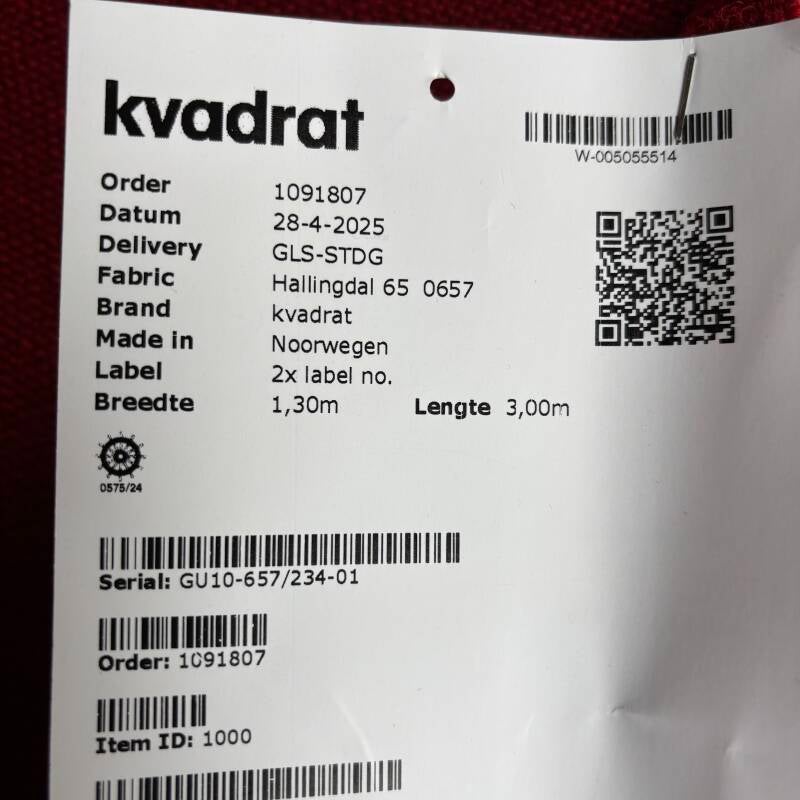 kvadrat
W-005055514
Order 1091807
Datum 28-4-2025
Delivery GLS-STDG
Fabric Hallingdal 65 0657
Brand kvadrat
Made in Noorwegen
Label 2x label no.
Breedte 1,30m Lengte 3,00m
0575/24
Serial: GU10-657/234-01
Order: 1091807
Item ID: 1000